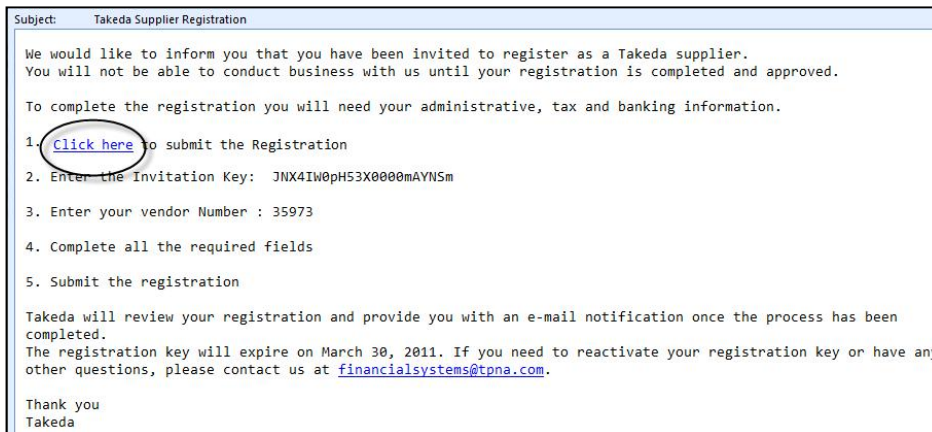 Subject: Takeda Supplier Registration
We would like to inform you that you have been invited to register as a Takeda supplier.
You will not be able to conduct business with us until your registration is completed and approved.
To complete the registration you will need your administrative, tax and banking information.
1. Click here to submit the Registration
2. Enter the Invitation Key: JNX4IW0pH53X0000mAYNSm
3. Enter your vendor Number : 35973
4. Complete all the required fields
5. Submit the registration
Takeda will review your registration and provide you with an e-mail notification once the process has been
completed.
The registration key will expire on March 30, 2011. If you need to reactivate your registration key or have any
other questions, please contact us at financialsystems@tpna.com.
Thank you
Takeda